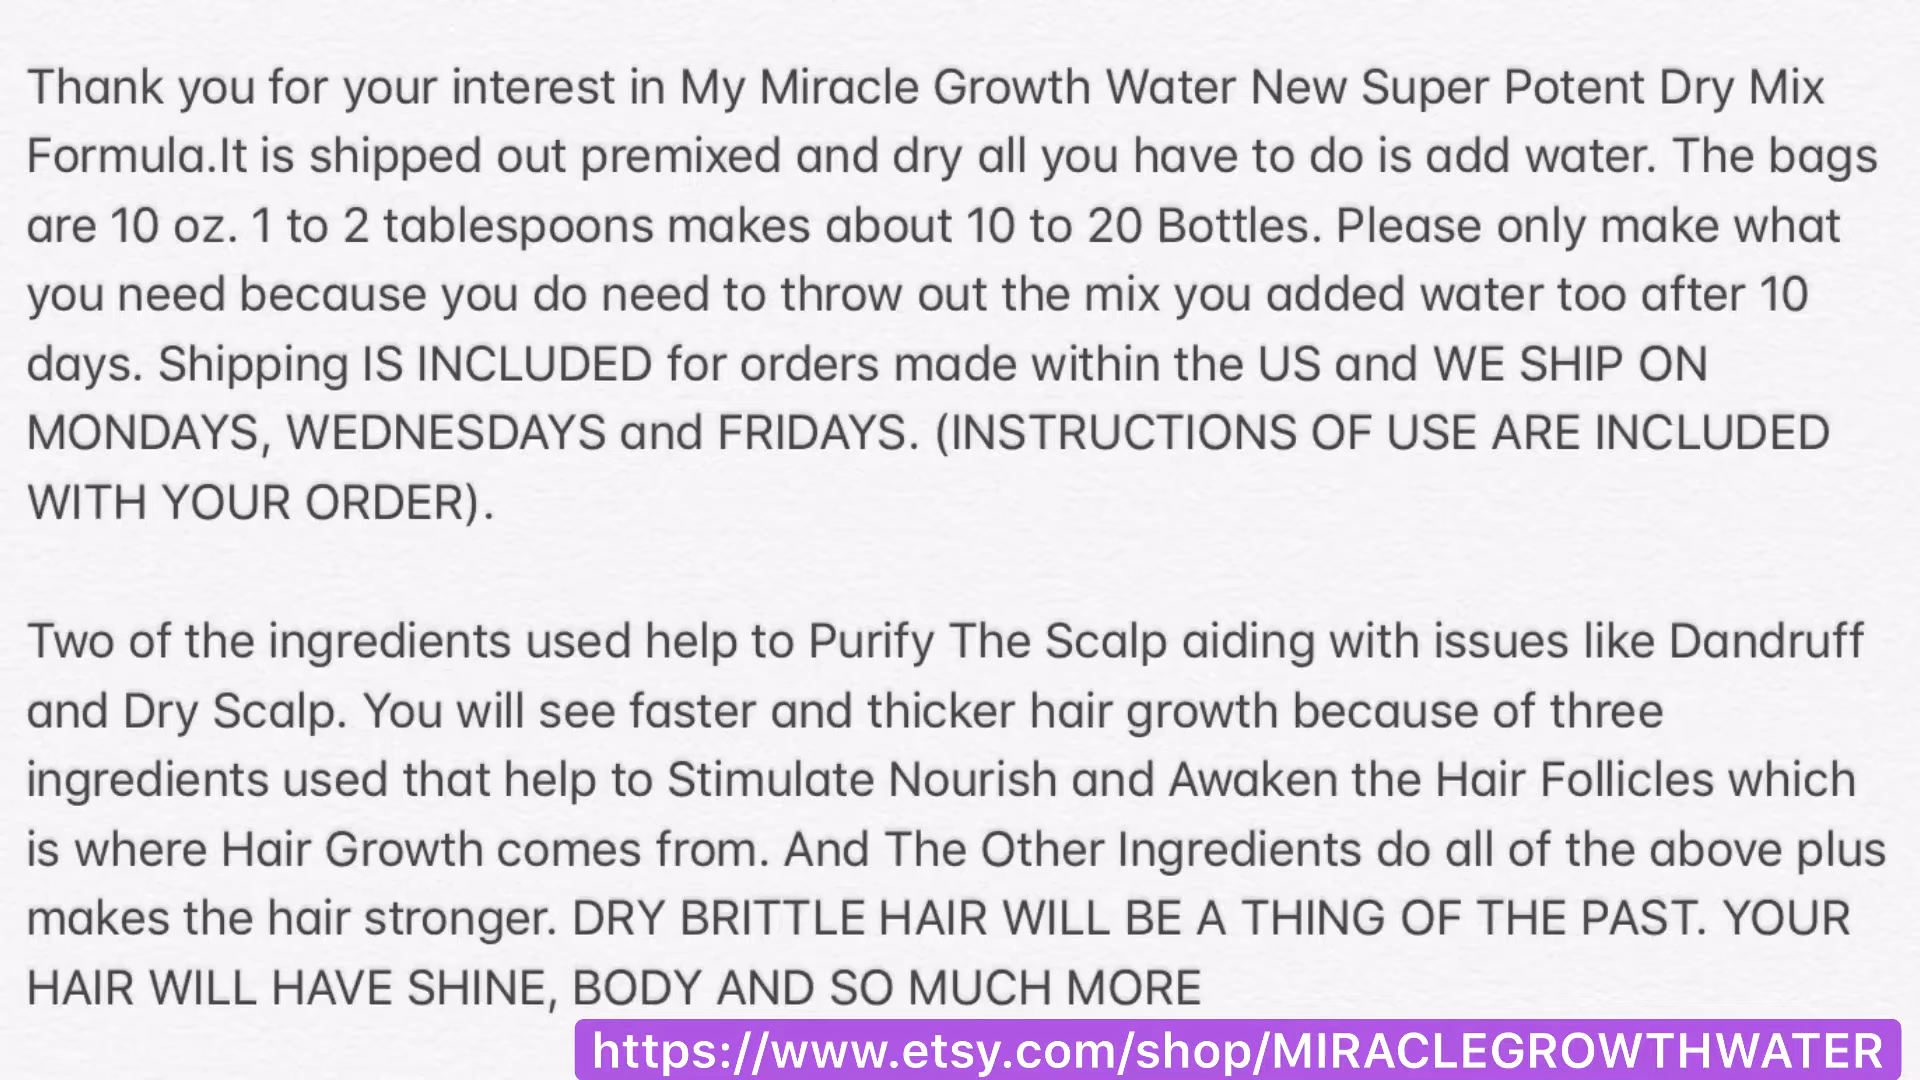 Thank you for your interest in My Miracle Growth Water New Super Potent Dry Mix
Formula.It is shipped out premixed and dry all you have to do is add water. The bags
are 10 oz. 1 to 2 tablespoons makes about 10 to 20 Bottles. Please only make what
you need because you do need to throw out the mix you added water too after 10
days. Shipping IS INCLUDED for orders made within the US and WE SHIP ON
MONDAYS, WEDNESDAYS and FRIDAYS. (INSTRUCTIONS OF USE ARE INCLUDED
WITH YOUR ORDER).
Two of the ingredients used help to Purify The Scalp aiding with issues like Dandruff
and Dry Scalp. You will see faster and thicker hair growth because of three
ingredients used that help to Stimulate Nourish and Awaken the Hair Follicles which
is where Hair Growth comes from. And The Other Ingredients do all of the above plus
makes the hair stronger. DRY BRITTLE HAIR WILL BE A THING OF THE PAST. YOUR
HAIR WILL HAVE SHINE, BODY AND SO MUCH MORE
https://www.etsy.com/shop/MIRACLEGROWTHWATER